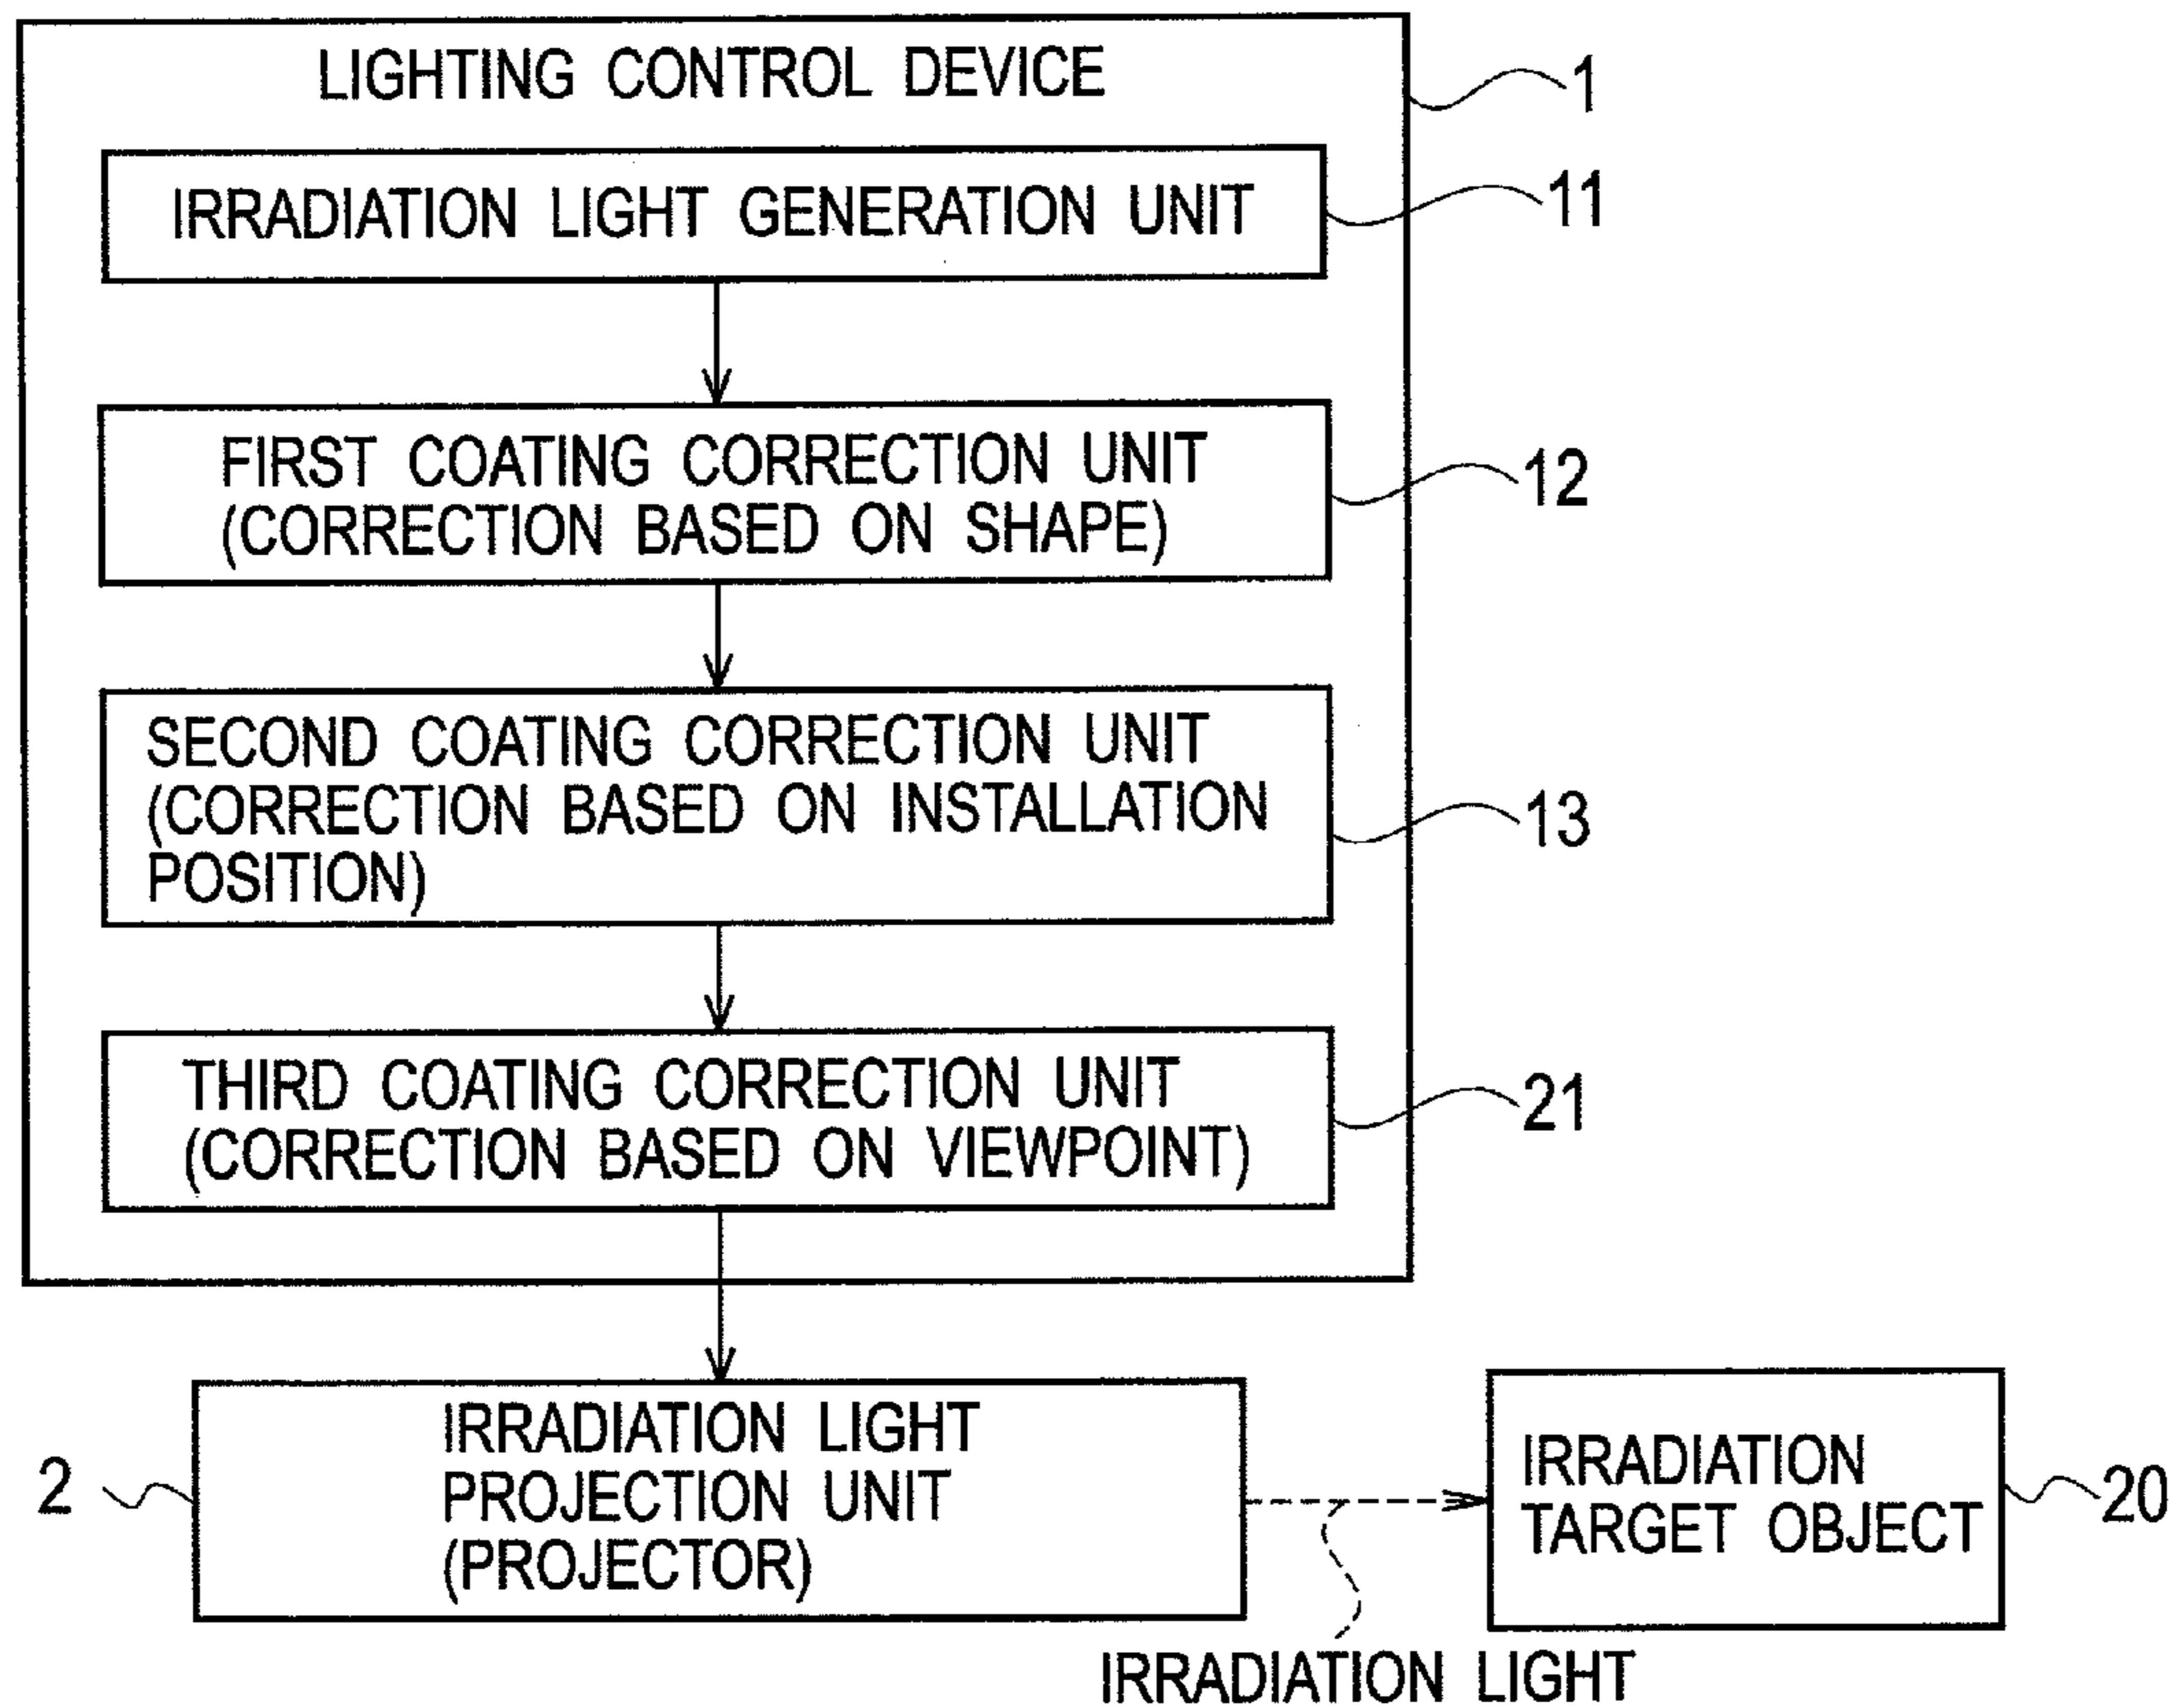 LIGHTING CONTROL DEVICE
1
IRRADIATION LIGHT GENERATION UNIT
11
FIRST COATING CORRECTION UNIT
(CORRECTION BASED ON SHAPE)
12
SECOND COATING CORRECTION UNIT
(CORRECTION BASED ON INSTALLATION
POSITION)
13
THIRD COATING CORRECTION UNIT
(CORRECTION BASED ON VIEWPOINT)
21
2
IRRADIATION LIGHT
PROJECTION UNIT
(PROJECTOR)
IRRADIATION
TARGET OBJECT
20
IRRADIATION LIGHT